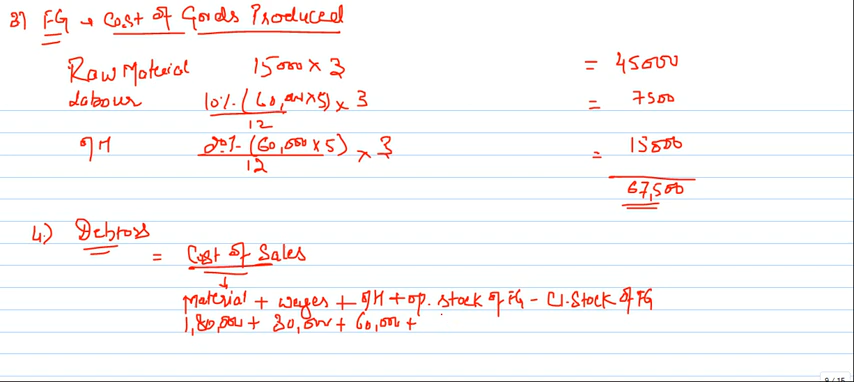 3) FG → Cost of Goods Produced
Raw Material 15000 × 3 = 45000
Labour 10%(60,000×5)/12 × 3 = 7500
OH 20%(60,000×5)/12 × 3 = 15000
67,500
4.) Debtors = Cost of Sales
↓
Material + wages + OH + op. stock of FG - Cl. Stock of FG
1,80,000 + 30,000 + 60,000 +
9 / 15